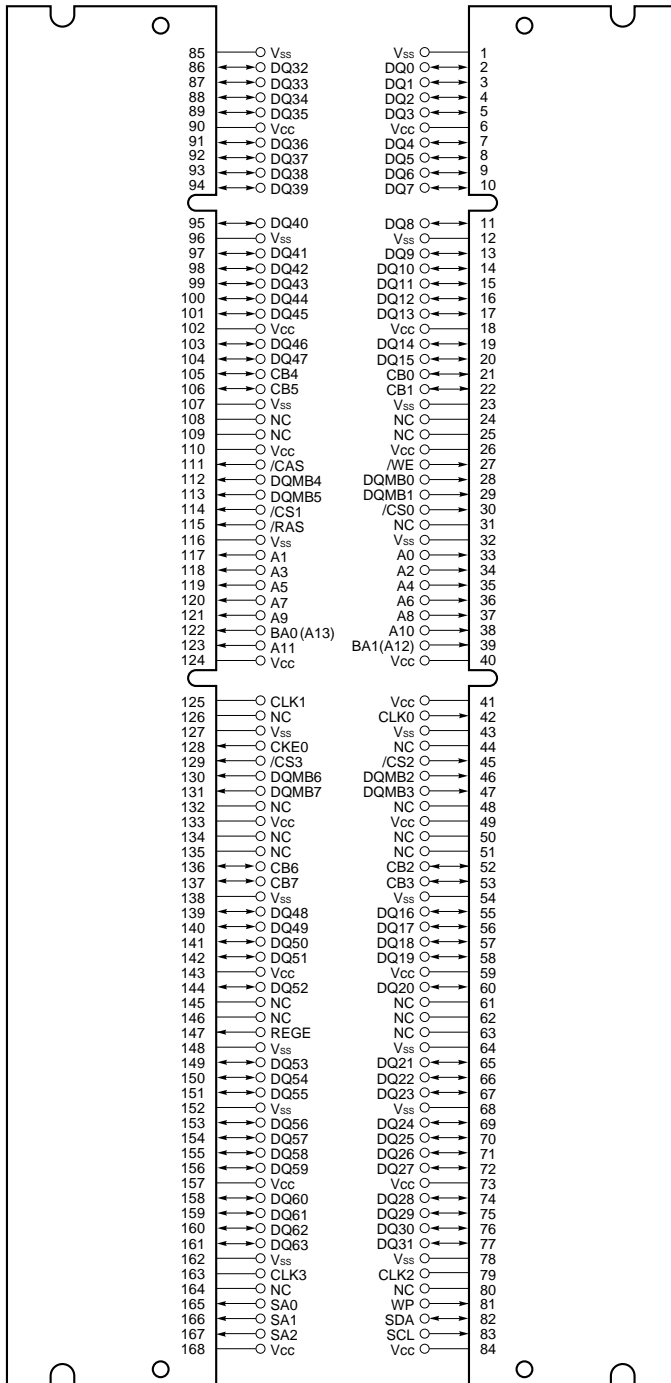 85 Vss Vss 1
86 DQ32 DQ0 2
87 DQ33 DQ1 3
88 DQ34 DQ2 4
89 DQ35 DQ3 5
90 Vcc Vcc 6
91 DQ36 DQ4 7
92 DQ37 DQ5 8
93 DQ38 DQ6 9
94 DQ39 DQ7 10
95 DQ40 DQ8 11
96 Vss Vss 12
97 DQ41 DQ9 13
98 DQ42 DQ10 14
99 DQ43 DQ11 15
100 DQ44 DQ12 16
101 DQ45 DQ13 17
102 Vcc Vcc 18
103 DQ46 DQ14 19
104 DQ47 DQ15 20
105 CB4 CB0 21
106 CB5 CB1 22
107 Vss Vss 23
108 NC NC 24
109 NC NC 25
110 Vcc Vcc 26
111 /CAS /WE 27
112 DQMB4 DQMB0 28
113 DQMB5 DQMB1 29
114 /CS1 /CS0 30
115 /RAS NC 31
116 Vss Vss 32
117 A1 A0 33
118 A3 A2 34
119 A5 A4 35
120 A7 A6 36
121 A9 A8 37
122 BA0 (A13) A10 38
123 A11 BA1(A12) 39
124 Vcc Vcc 40
125 CLK1 Vcc 41
126 NC CLK0 42
127 Vss Vss 43
128 CKE0 NC 44
129 /CS3 /CS2 45
130 DQMB6 DQMB2 46
131 DQMB7 DQMB3 47
132 NC NC 48
133 Vcc Vcc 49
134 NC NC 50
135 NC NC 51
136 CB6 CB2 52
137 CB7 CB3 53
138 Vss Vss 54
139 DQ48 DQ16 55
140 DQ49 DQ17 56
141 DQ50 DQ18 57
142 DQ51 DQ19 58
143 Vcc Vcc 59
144 DQ52 DQ20 60
145 NC NC 61
146 NC NC 62
147 REGE NC 63
148 Vss Vss 64
149 DQ53 DQ21 65
150 DQ54 DQ22 66
151 DQ55 DQ23 67
152 Vss Vss 68
153 DQ56 DQ24 69
154 DQ57 DQ25 70
155 DQ58 DQ26 71
156 DQ59 DQ27 72
157 Vcc Vcc 73
158 DQ60 DQ28 74
159 DQ61 DQ29 75
160 DQ62 DQ30 76
161 DQ63 DQ31 77
162 Vss Vss 78
163 CLK3 CLK2 79
164 NC NC 80
165 SA0 WP 81
166 SA1 SDA 82
167 SA2 SCL 83
168 Vcc Vcc 84